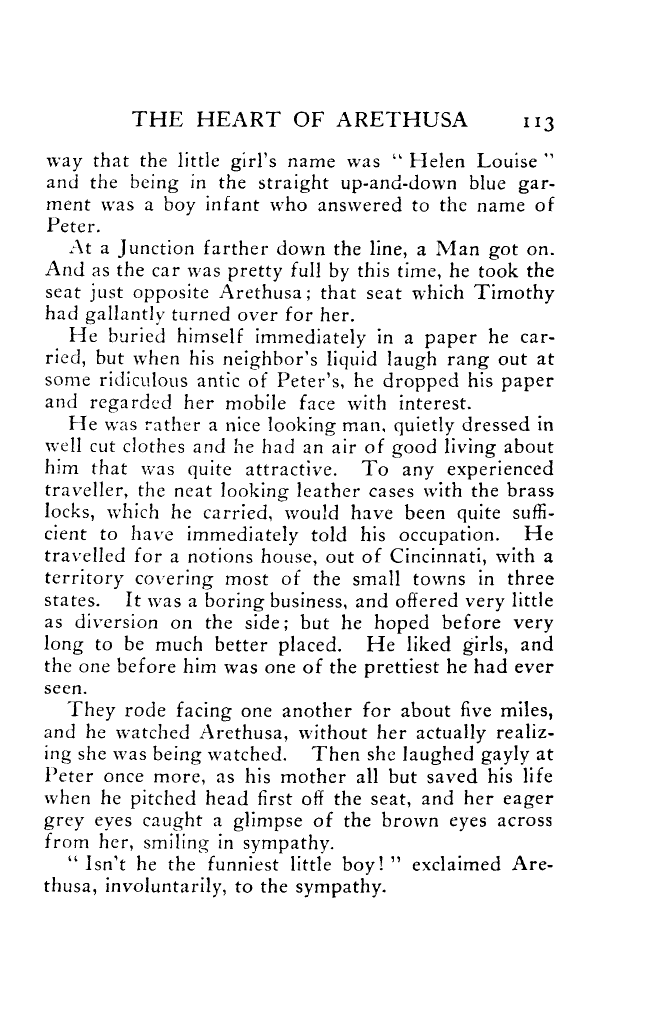 THE HEART OF ARETHUSA 113
way that the little girl's name was “ Helen Louise ”
and the being in the straight up-and-down blue gar-
ment was a boy infant who answered to the name of
Peter.
At a Junction farther down the line, a Man got on.
And as the car was pretty full by this time, he took the
seat just opposite Arethusa; that seat which Timothy
had gallantly turned over for her.
He buried himself immediately in a paper he car-
ried, but when his neighbor's liquid laugh rang out at
some ridiculous antic of Peter's, he dropped his paper
and regarded her mobile face with interest.
He was rather a nice looking man, quietly dressed in
well cut clothes and he had an air of good living about
him that was quite attractive. To any experienced
traveller, the neat looking leather cases with the brass
locks, which he carried, would have been quite suffi-
cient to have immediately told his occupation. He
travelled for a notions house, out of Cincinnati, with a
territory covering most of the small towns in three
states. It was a boring business, and offered very little
as diversion on the side; but he hoped before very
long to be much better placed. He liked girls, and
the one before him was one of the prettiest he had ever
seen.
They rode facing one another for about five miles,
and he watched Arethusa, without her actually realiz-
ing she was being watched. Then she laughed gayly at
Peter once more, as his mother all but saved his life
when he pitched head first off the seat, and her eager
grey eyes caught a glimpse of the brown eyes across
from her, smiling in sympathy.
“ Isn't he the funniest little boy! ” exclaimed Are-
thusa, involuntarily, to the sympathy.